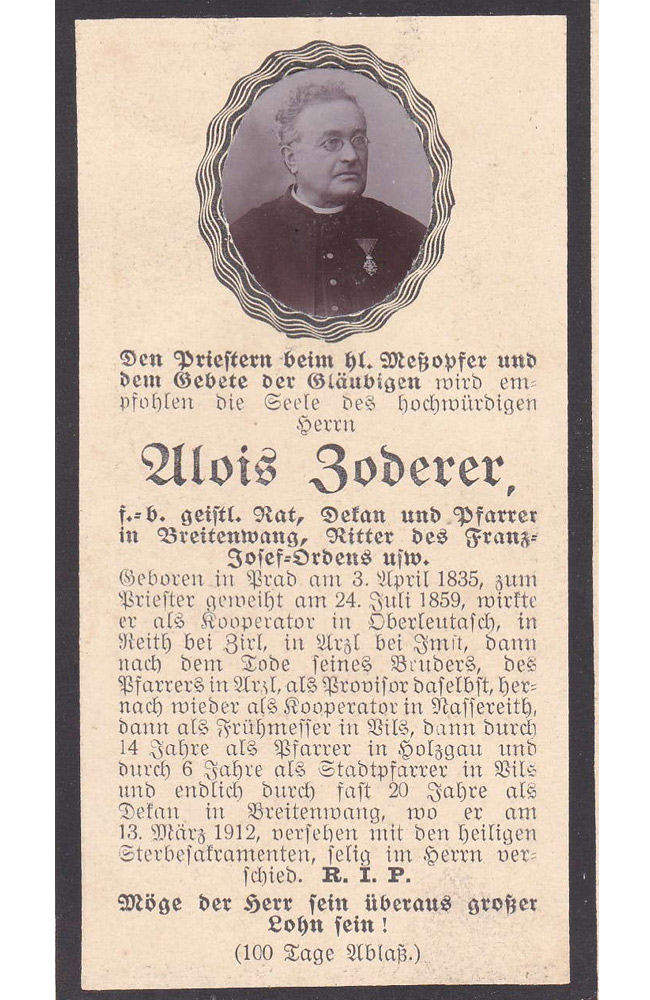 Den Priestern beim hl. Meßopfer und
dem Gebete der Gläubigen wird em-
pfohlen die Seele des hochwürdigen
Herrn
Alois Zoderer,
f.-b. geistl. Rat, Dekan und Pfarrer
in Breitenwang, Ritter des Franz-
Josef-Ordens usw.
Geboren in Prad am 3. April 1835, zum
Priester geweiht am 24. Juli 1859, wirkte
er als Kooperator in Oberleutasch, in
Reith bei Zirl, in Arzl bei Imst, dann
nach dem Tode seines Bruders, des
Pfarrers in Arzl, als Provisor daselbst, her-
nach wieder als Kooperator in Nassereith,
dann als Frühmesser in Vils, dann durch
14 Jahre als Pfarrer in Holzgau und
durch 6 Jahre als Stadtpfarrer in Vils
und endlich durch fast 20 Jahre als
Dekan in Breitenwang, wo er am
13. März 1912, versehen mit den heiligen
Sterbesakramenten, selig im Herrn ver-
schied. R. I. P.
Möge der Herr sein überaus großer
Lohn sein!
(100 Tage Ablaß.)